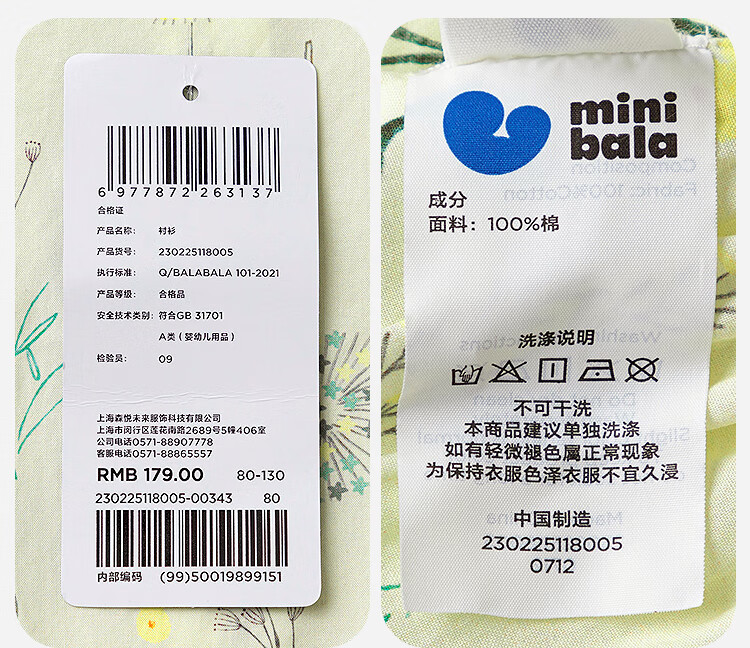 6 977872 263137
合格证
产品名称: 衬衫
产品货号: 230225118005
执行标准: Q/BALABALA 101-2021
产品等级: 合格品
安全技术类别: 符合GB 31701
A类(婴幼儿用品)
检验员: 09
上海森悦未来服饰科技有限公司
上海市闵行区莲花南路2689号5幢406室
公司电话0571-88907778
客服电话0571-88865557
RMB 179.00 80-130
230225118005-00343 80
内部编码 (99)50019899151
mini
bala
成分
面料: 100%棉
Composition
Fabric: 100%Cotton
洗涤说明
不可干洗
本商品建议单独洗涤
如有轻微褪色属正常现象
为保持衣服色泽衣服不宜久浸
中国制造
230225118005
0712